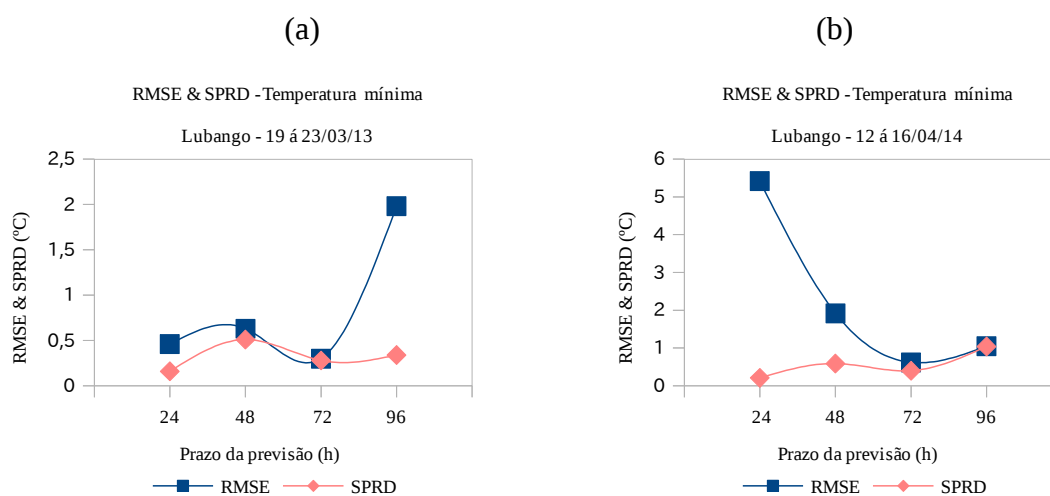 (a)
RMSE & SPRD -Temperatura mínima
Lubango - 19 á 23/03/13
2,5
2
1,5
1
0,5
0
RMSE & SPRD (ºC)
24 48 72 96
Prazo da previsão (h)
RMSE SPRD
(b)
RMSE & SPRD -Temperatura mínima
Lubango - 12 á 16/04/14
6
5
4
3
2
1
0
RMSE & SPRD (ºC)
24 48 72 96
Prazo da previsão (h)
RMSE SPRD